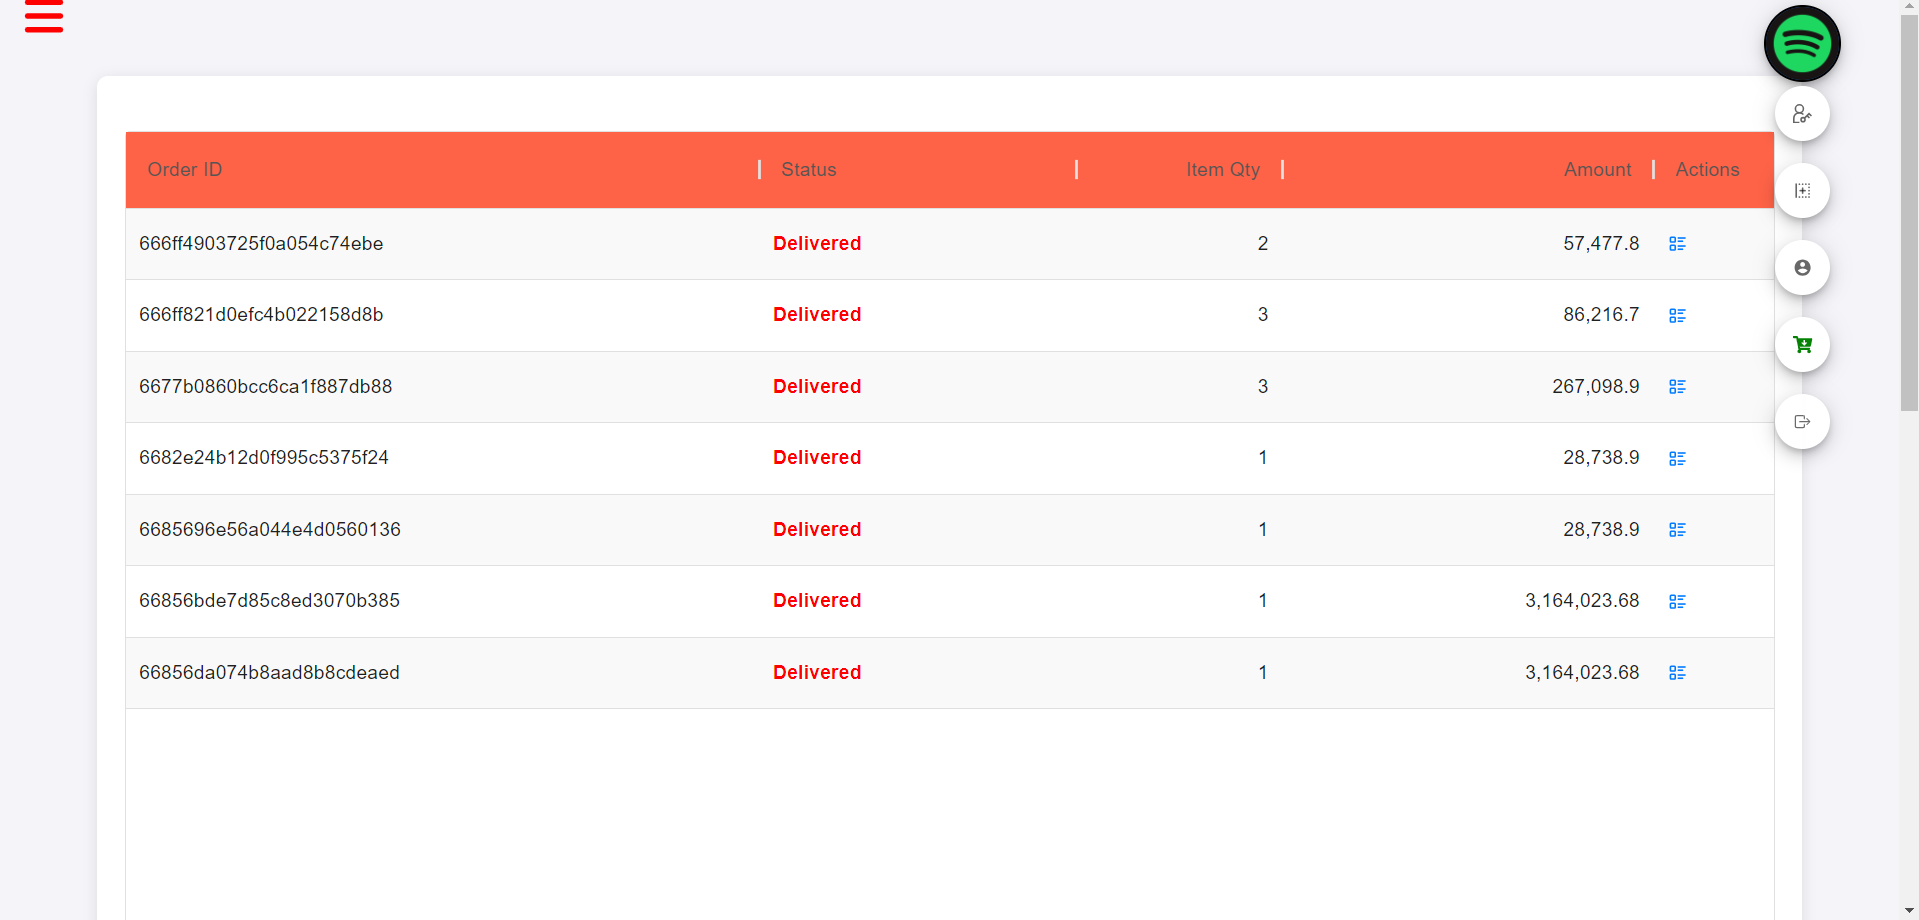 Order ID Status Item Qty Amount Actions
666ff4903725f0a054c74ebe Delivered 2 57,477.8
666ff821d0efc4b022158d8b Delivered 3 86,216.7
6677b0860bcc6ca1f887db88 Delivered 3 267,098.9
6682e24b12d0f995c5375f24 Delivered 1 28,738.9
6685696e56a044e4d0560136 Delivered 1 28,738.9
66856bde7d85c8ed3070b385 Delivered 1 3,164,023.68
66856da074b8aad8b8cdeaed Delivered 1 3,164,023.68